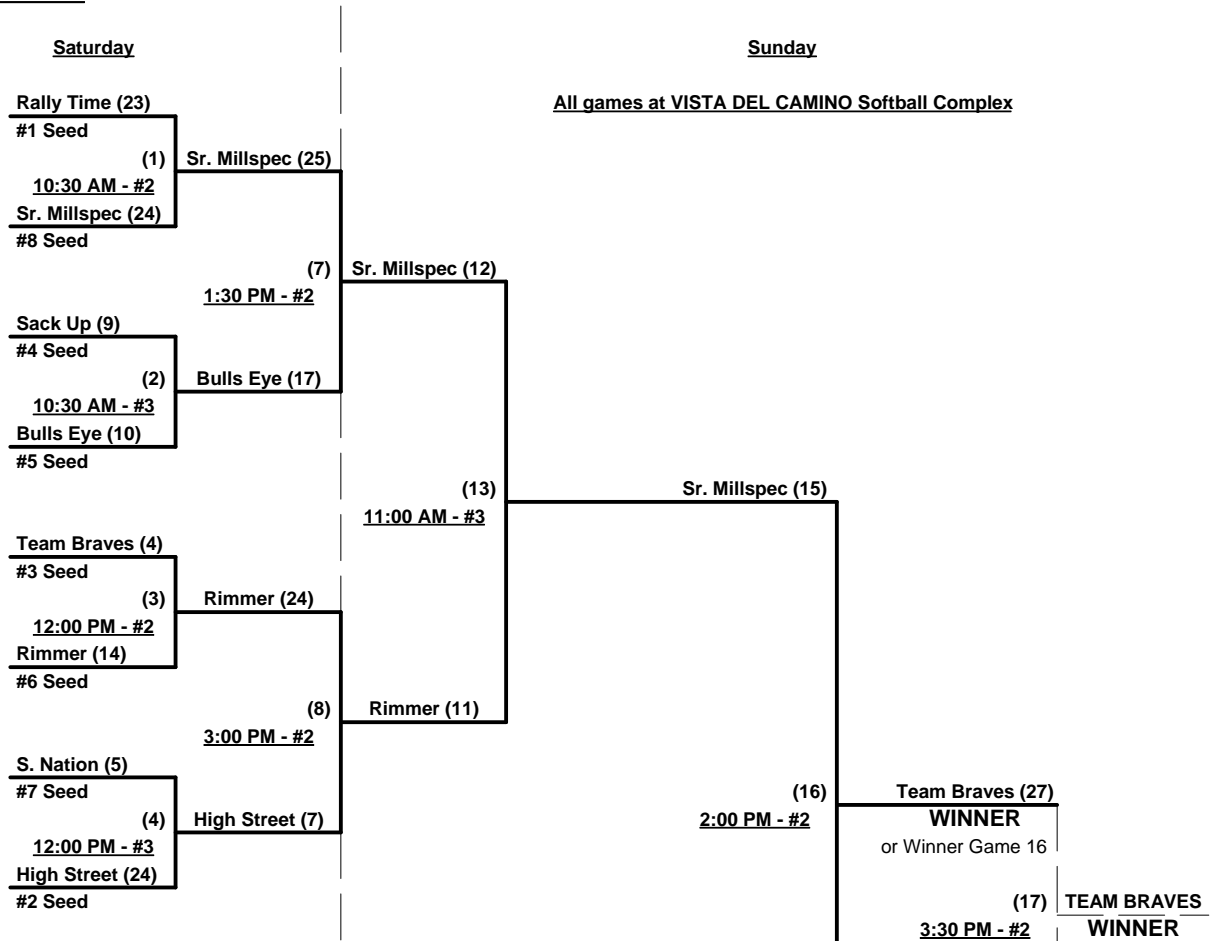 Saturday
Sunday
Rally Time (23)
All games at VISTA DEL CAMINO Softball Complex
#1 Seed
(1)
Sr. Millspec (25)
10:30 AM - #2
Sr. Millspec (24)
#8 Seed
(7)
Sr. Millspec (12)
1:30 PM - #2
Sack Up (9)
#4 Seed
(2)
Bulls Eye (17)
10:30 AM - #3
Bulls Eye (10)
#5 Seed
(13)
Sr. Millspec (15)
11:00 AM - #3
Team Braves (4)
#3 Seed
(3)
Rimmer (24)
12:00 PM - #2
Rimmer (14)
#6 Seed
(8)
Rimmer (11)
3:00 PM - #2
S. Nation (5)
#7 Seed
(16)
Team Braves (27)
(4)
High Street (7)
2:00 PM - #2
WINNER
12:00 PM - #3
or Winner Game 16
High Street (24)
#2 Seed
(17)
TEAM BRAVES
3:30 PM - #2
WINNER